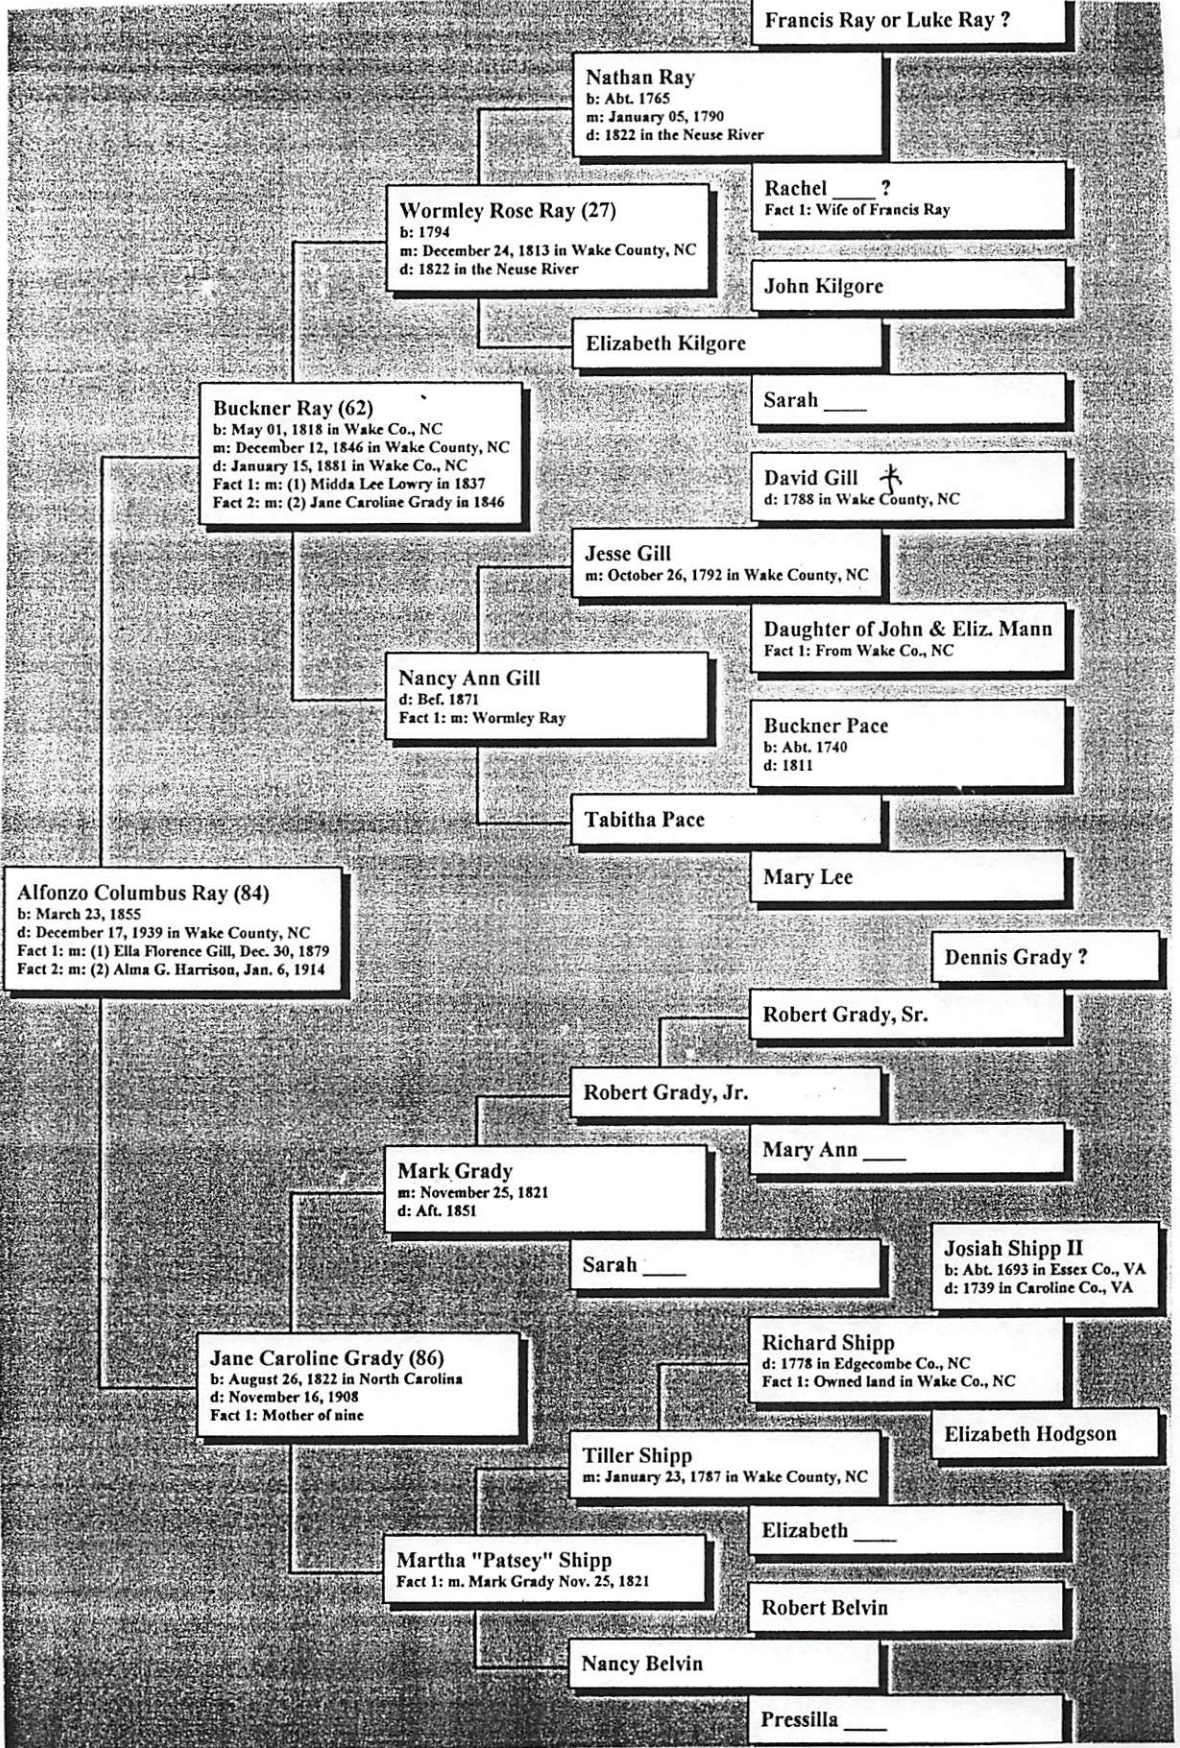 Francis Ray or Luke Ray ?
Nathan Ray
b: Abt. 1765
m: January 05, 1790
d: 1822 in the Neuse River
Rachel ____ ?
Fact 1: Wife of Francis Ray
Wormley Rose Ray (27)
b: 1794
m: December 24, 1813 in Wake County, NC
d: 1822 in the Neuse River
John Kilgore
Elizabeth Kilgore
Sarah ____
Buckner Ray (62)
b: May 01, 1818 in Wake Co., NC
m: December 12, 1846 in Wake County, NC
d: January 15, 1881 in Wake Co., NC
Fact 1: m: (1) Midda Lee Lowry in 1837
Fact 2: m: (2) Jane Caroline Grady in 1846
David Gill
d: 1788 in Wake County, NC
Jesse Gill
m: October 26, 1792 in Wake County, NC
Daughter of John & Eliz. Mann
Fact 1: From Wake Co., NC
Nancy Ann Gill
d: Bef. 1871
Fact 1: m: Wormley Ray
Buckner Pace
b: Abt. 1740
d: 1811
Tabitha Pace
Mary Lee
Alfonzo Columbus Ray (84)
b: March 23, 1855
d: December 17, 1939 in Wake County, NC
Fact 1: m: (1) Ella Florence Gill, Dec. 30, 1879
Fact 2: m: (2) Alma G. Harrison, Jan. 6, 1914
Dennis Grady ?
Robert Grady, Sr.
Robert Grady, Jr.
Mary Ann ____
Mark Grady
m: November 25, 1821
d: Aft. 1851
Sarah ____
Josiah Shipp II
b: Abt. 1693 in Essex Co., VA
d: 1739 in Caroline Co., VA
Richard Shipp
d: 1778 in Edgecombe Co., NC
Fact 1: Owned land in Wake Co., NC
Jane Caroline Grady (86)
b: August 26, 1822 in North Carolina
d: November 16, 1908
Fact 1: Mother of nine
Elizabeth Hodgson
Tiller Shipp
m: January 23, 1787 in Wake County, NC
Elizabeth ____
Martha "Patsey" Shipp
Fact 1: m. Mark Grady Nov. 25, 1821
Robert Belvin
Nancy Belvin
Pressilla ____